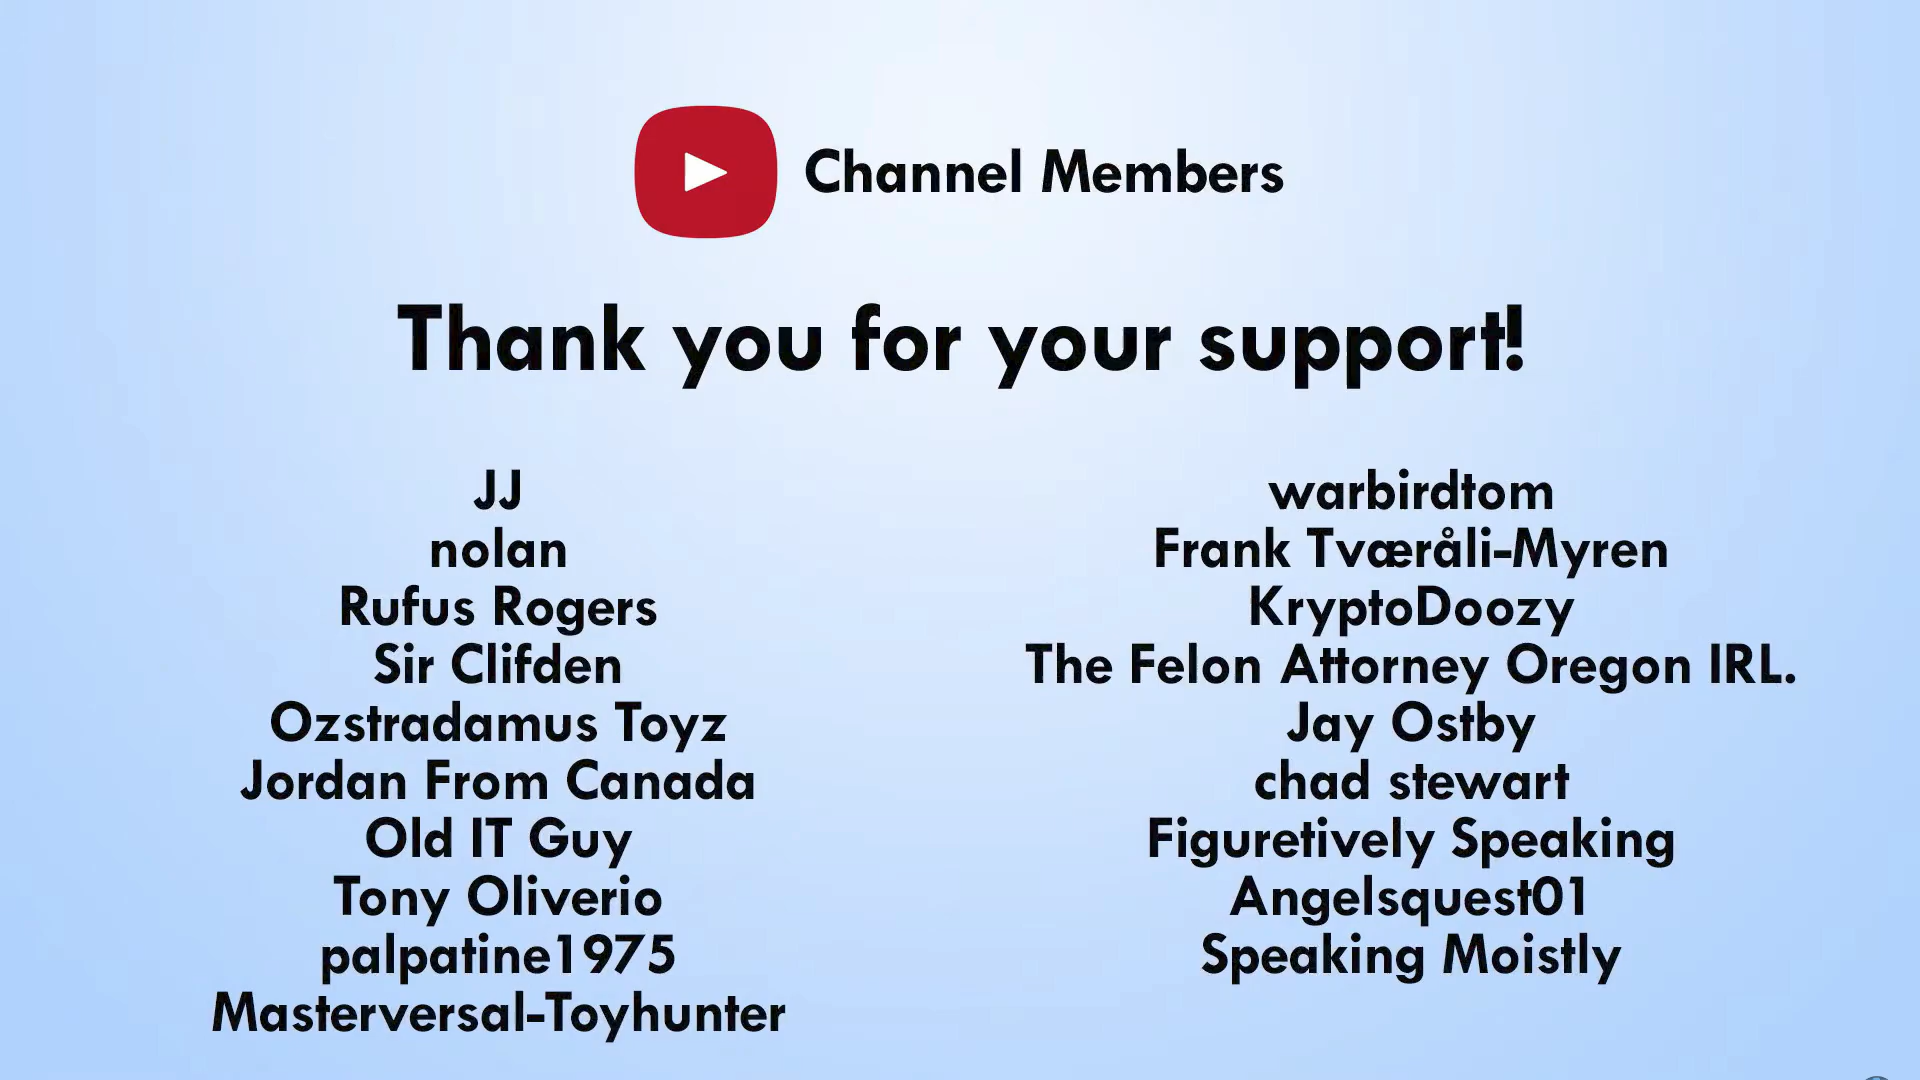 Channel Members
Thank you for your support!
JJ
nolan
Rufus Rogers
Sir Clifden
Ozstradamus Toyz
Jordan From Canada
Old IT Guy
Tony Oliverio
palpatine1975
Masterversal-Toyhunter
warbirdtom
Frank Tværåli-Myren
KryptoDoozy
The Felon Attorney Oregon IRL.
Jay Ostby
chad stewart
Figuretively Speaking
Angelsquest01
Speaking Moistly